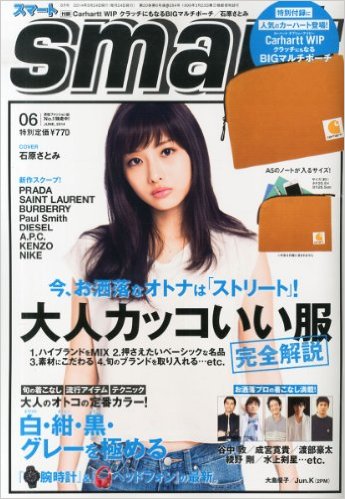 スマート
付録
Carhartt WIP
クラッチにもなるBIGマルチポーチ／石原さとみ
smart
特別付録に
人気のカーハート登場!
Carhartt WIP
クラッチにもなる
BIGマルチポーチ
carhartt
A5のノートが入るサイズ!
carhartt
06
No.1
JUNE, 2014
特別定価¥770
COVER
石原さとみ
新作スクープ!
PRADA
SAINT LAURENT
BURBERRY
Paul Smith
DIESEL
A.P.C.
KENZO
NIKE
今、お洒落なオトナは「ストリート」!
大人カッコいい服
完全解説
1.ハイブランドをMIX 2.押さえたいベーシックな名品
3.素材にこだわる 4.旬のブランドを取り入れる…etc.
旬の着こなし 流行アイテム テクニック
大人のオトコの定番カラー!
白・紺・黒・
グレーを極める
「腕時計」&「ヘッドフォン」の最新。
お洒落プロの着こなし満載!
谷中 敦／成宮寛貴／渡部豪太
綾野 剛／水上剣星…etc.
大島優子／Jun.K(2PM)